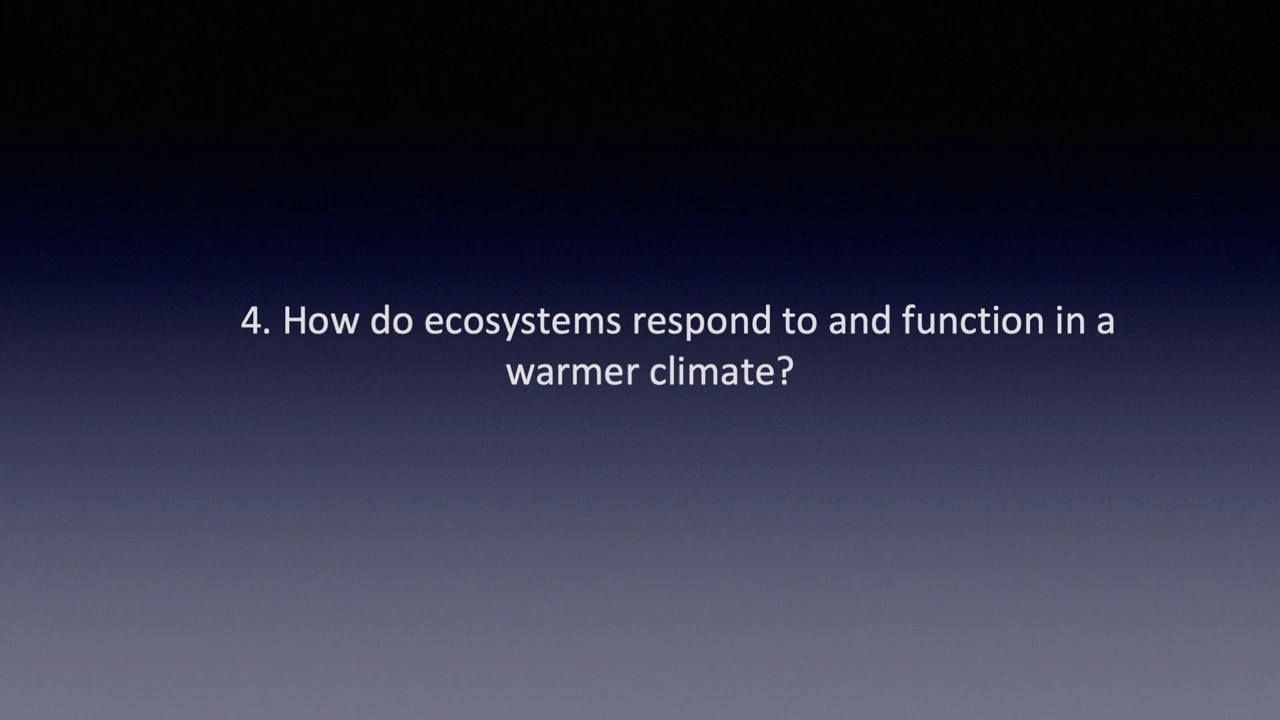 4. How do ecosystems respond to and function in a
warmer climate?